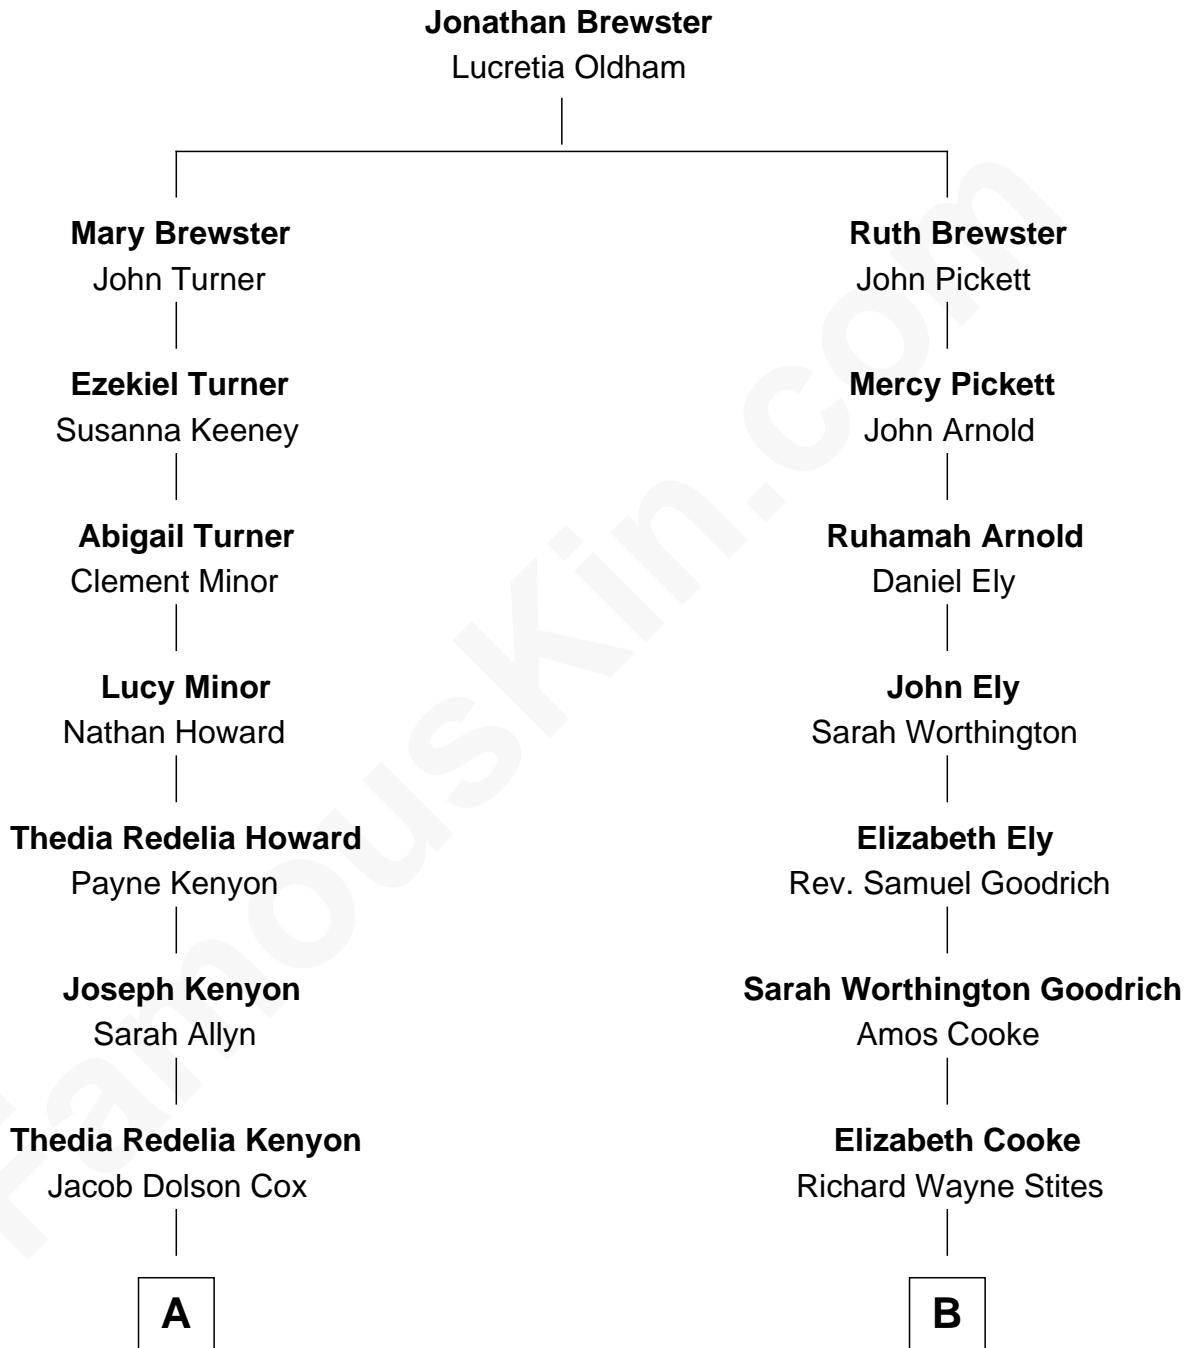 Jonathan Brewster
Lucretia Oldham
Mary Brewster
John Turner
Ruth Brewster
John Pickett
Ezekiel Turner
Susanna Keeney
Mercy Pickett
John Arnold
Abigail Turner
Clement Minor
Ruhamah Arnold
Daniel Ely
Lucy Minor
Nathan Howard
John Ely
Sarah Worthington
Thedia Redelia Howard
Payne Kenyon
Elizabeth Ely
Rev. Samuel Goodrich
Joseph Kenyon
Sarah Allyn
Sarah Worthington Goodrich
Amos Cooke
Thedia Redelia Kenyon
Jacob Dolson Cox
Elizabeth Cooke
Richard Wayne Stites
A
B
FamousKin.com